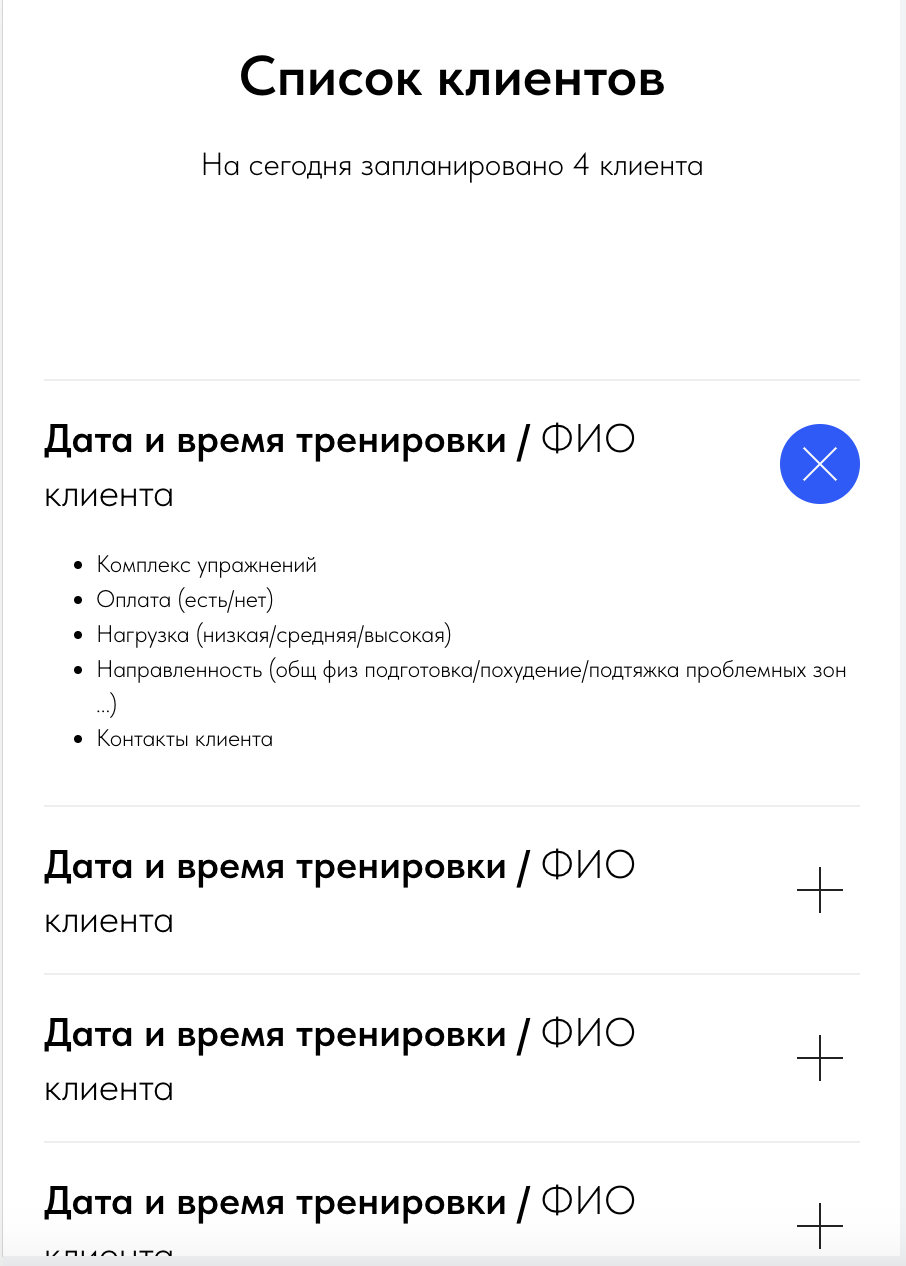 Список клиентов
На сегодня запланировано 4 клиента
Дата и время тренировки / ФИО
клиента
Комплекс упражнений
Оплата (есть/нет)
Нагрузка (низкая/средняя/высокая)
Направленность (общ физ подготовка/похудение/подтяжка проблемных зон
...)
Контакты клиента
Дата и время тренировки / ФИО
клиента
Дата и время тренировки / ФИО
клиента
Дата и время тренировки / ФИО
клиента